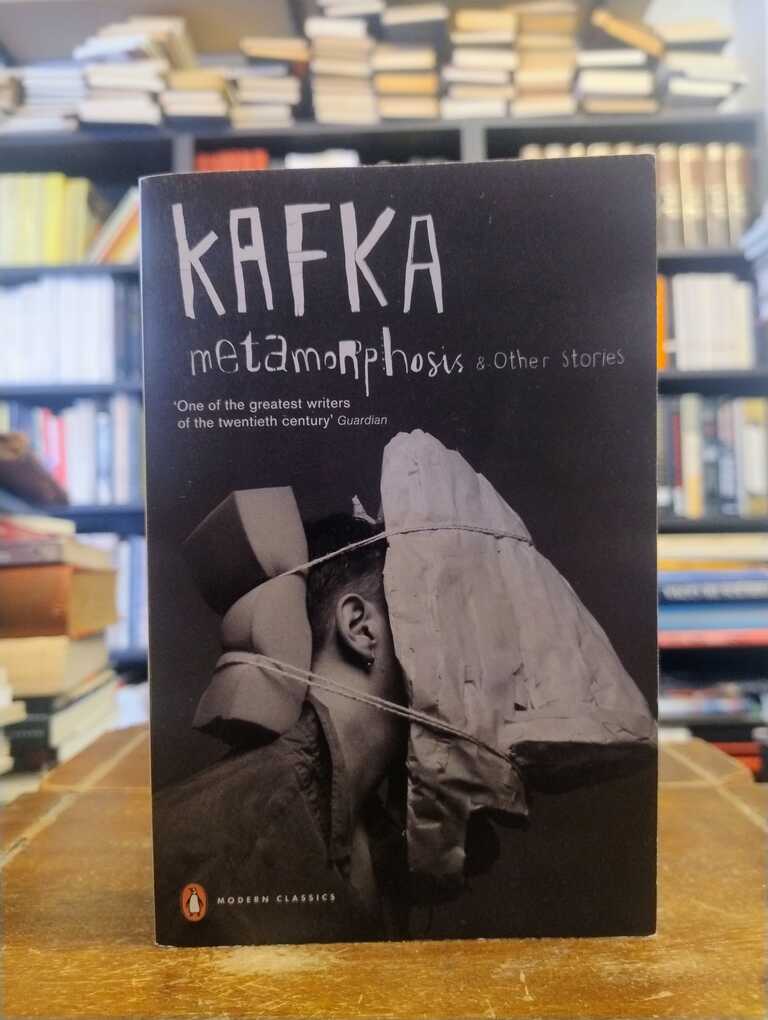 KAFKA
metamorphosis & Other Stories
‘One of the greatest writers
of the twentieth century’ Guardian
MODERN CLASSICS